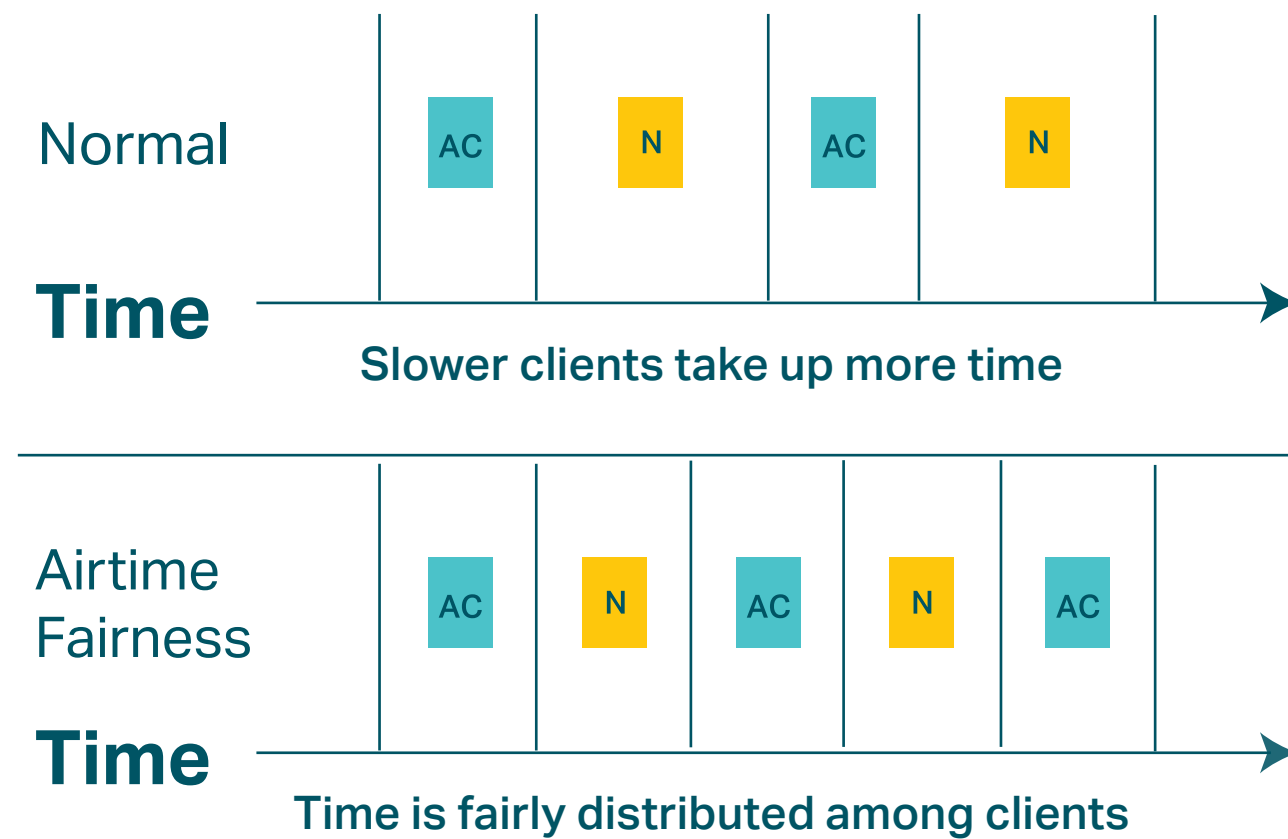 Normal
AC N AC N
Time
Slower clients take up more time
Airtime
Fairness
AC N AC N AC
Time
Time is fairly distributed among clients